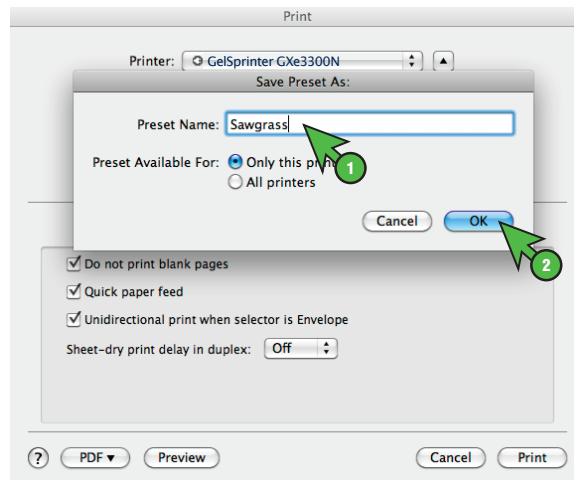 Print
Printer: GelSprinter GXe3300N
Save Preset As:
Preset Name: Sawgrass
1
Preset Available For: Only this prin
All printers
Cancel OK
2
Do not print blank pages
Quick paper feed
Unidirectional print when selector is Envelope
Sheet-dry print delay in duplex: Off
? PDF▼ Preview Cancel Print